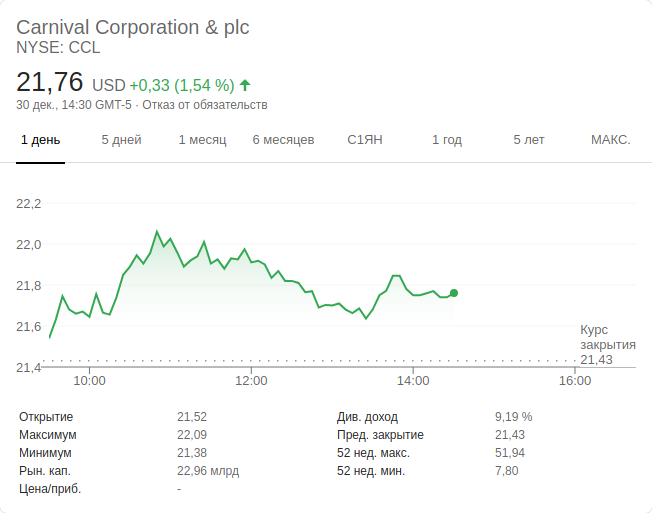 Carnival Corporation & plc
NYSE: CCL
21,76 USD +0,33 (1,54 %)
30 дек., 14:30 GMT-5 · Отказ от обязательств
1 день 5 дней 1 месяц 6 месяцев С1ЯН 1 год 5 лет МАКС.
22,2
22,0
21,8
21,6
21,4
Курс
закрытия
21,43
10:00 12:00 14:00 16:00
Открытие 21,52 Див. доход 9,19 %
Максимум 22,09 Пред. закрытие 21,43
Минимум 21,38 52 нед. макс. 51,94
Рын. кап. 22,96 млрд 52 нед. мин. 7,80
Цена/приб. -